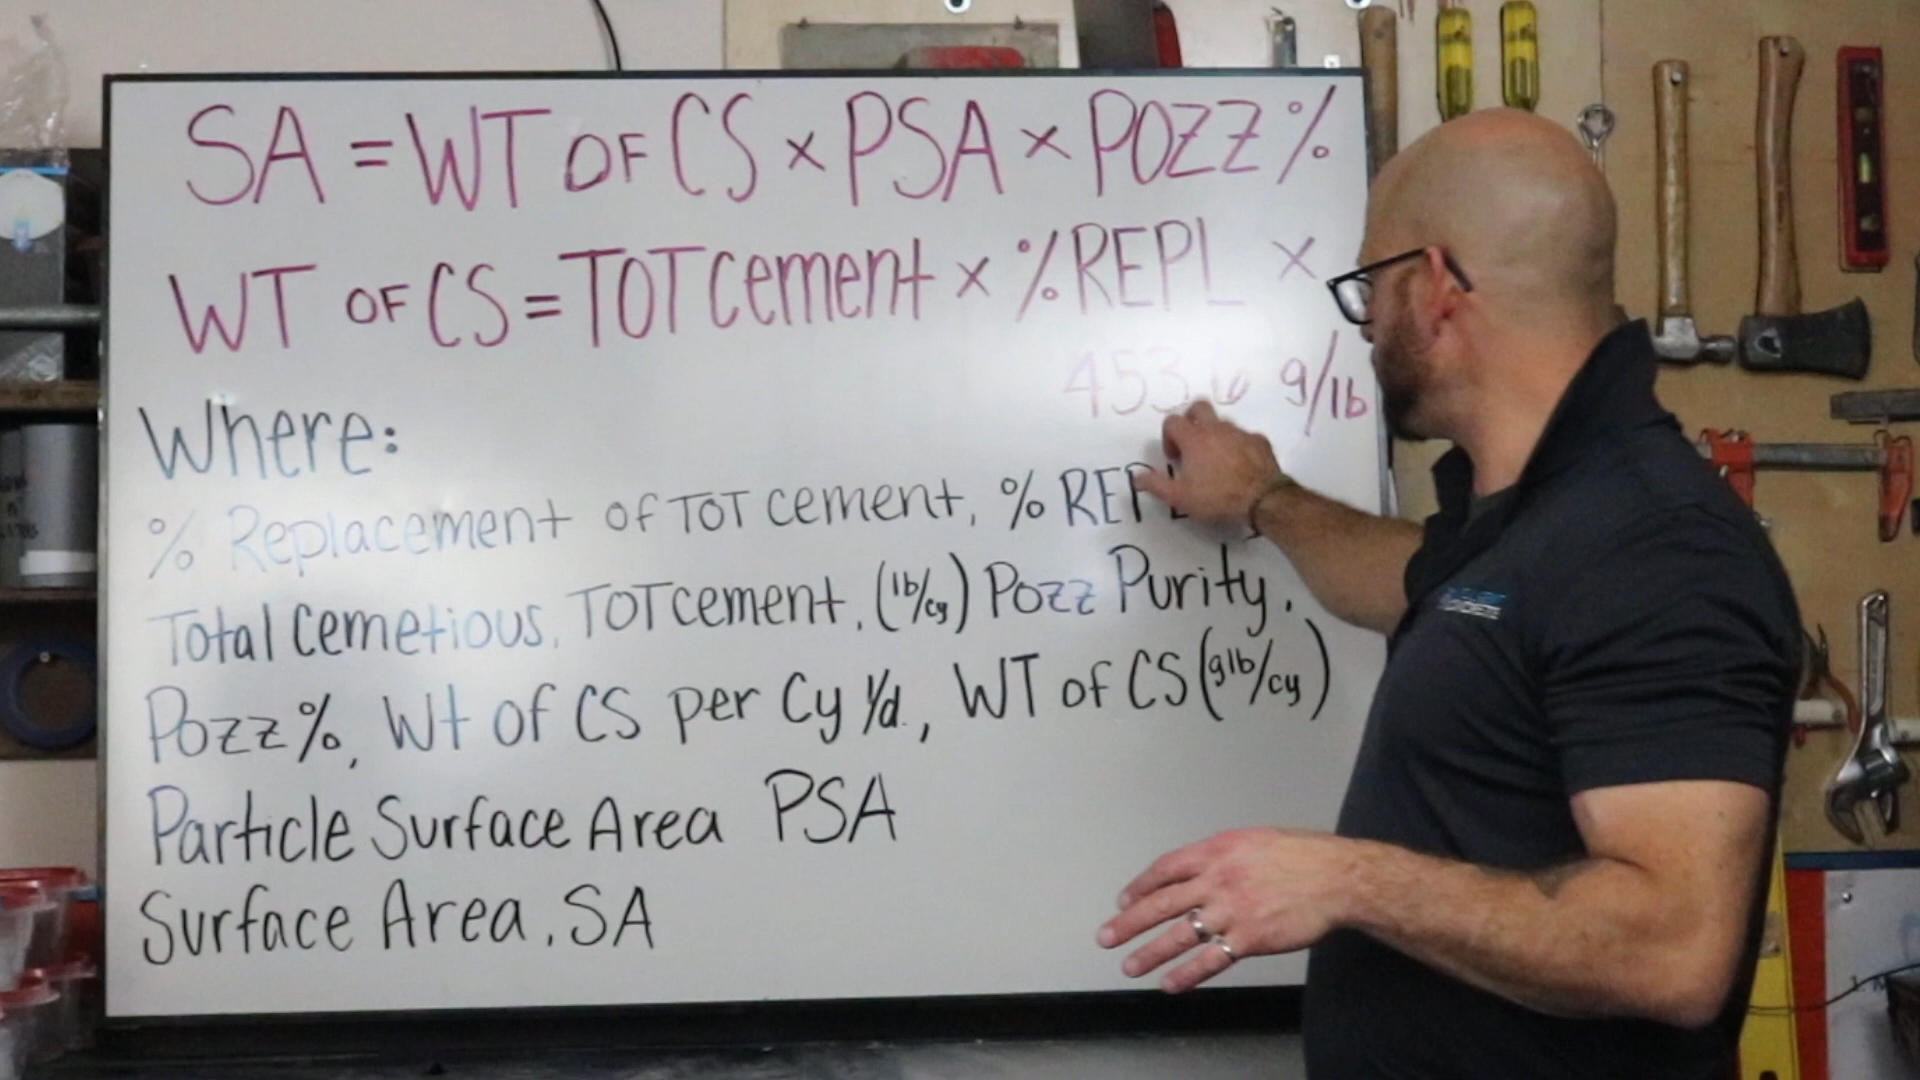 SA = WT OF CS x PSA x POZZ %
WT OF CS = TOT cement x % REPL x
453.6 g/lb
Where:
% Replacement of TOT cement, % REPL
Total Cemetious, TOT cement, (lb/cy) Pozz Purity,
Pozz %, Wt of CS per Cy Yd., WT of CS (glb/cy)
Particle Surface Area PSA
Surface Area, SA